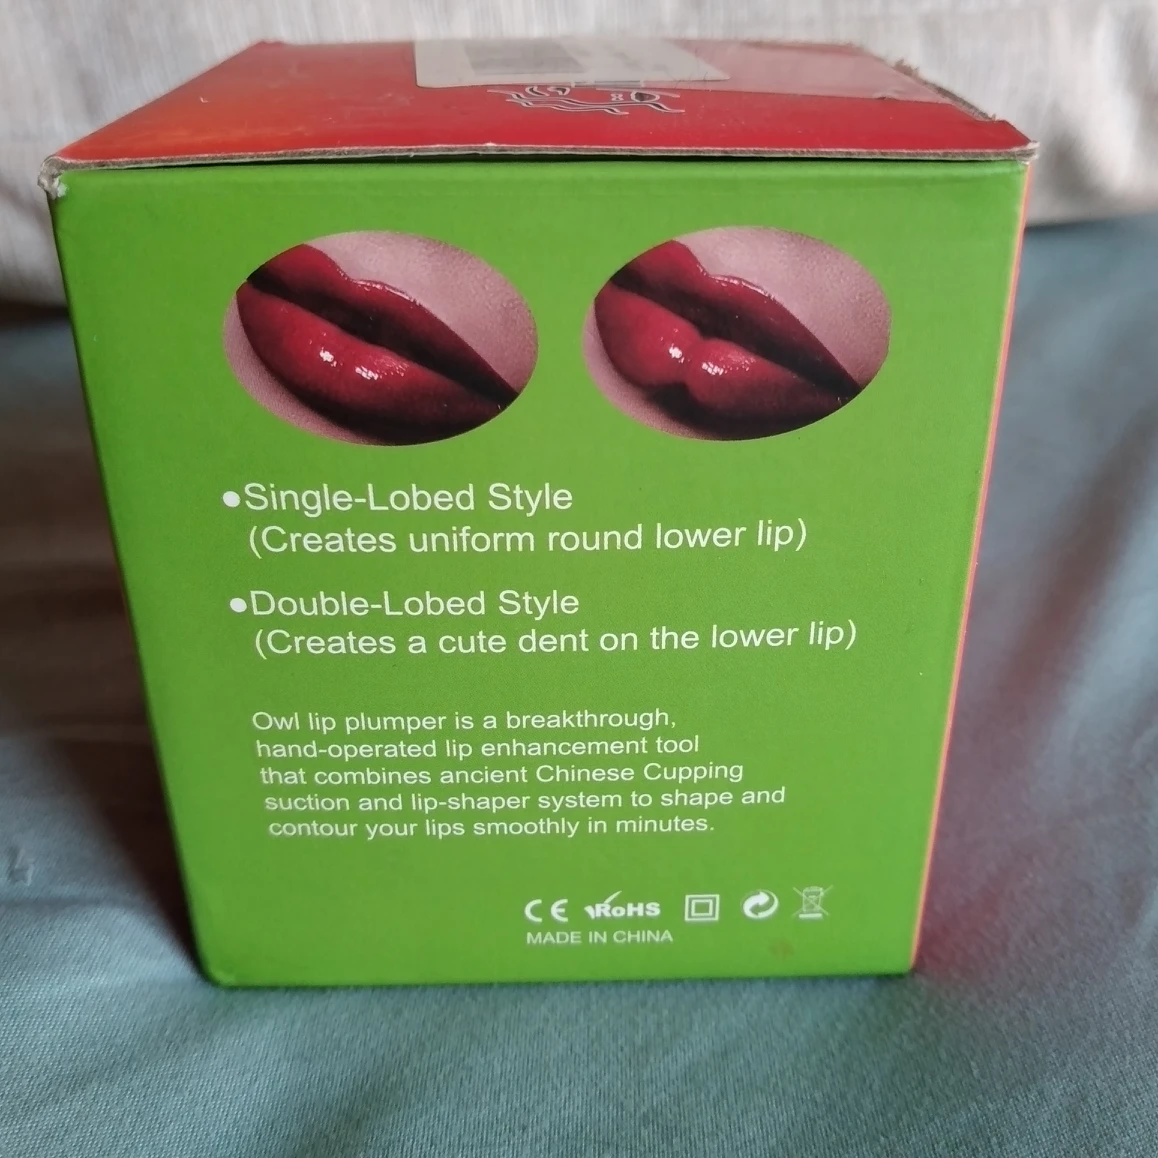 •Single-Lobed Style
(Creates uniform round lower lip)
•Double-Lobed Style
(Creates a cute dent on the lower lip)
Owl lip plumper is a breakthrough,
hand-operated lip enhancement tool
that combines ancient Chinese Cupping
suction and lip-shaper system to shape and
contour your lips smoothly in minutes.
CE RoHS
MADE IN CHINA